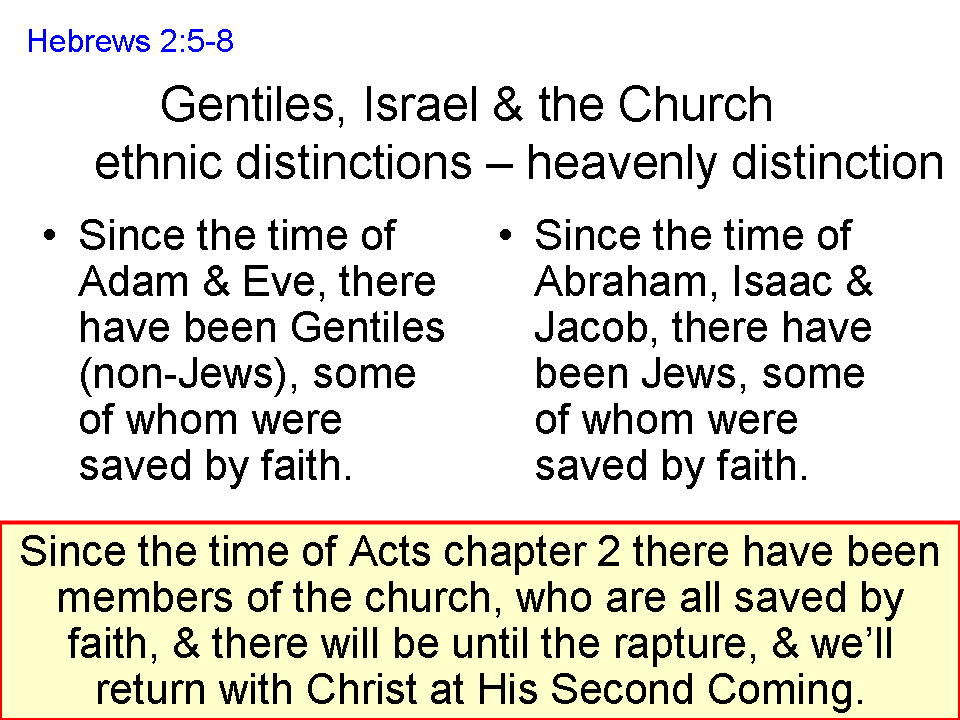 Hebrews 2:5-8
Gentiles, Israel & the Church
ethnic distinctions – heavenly distinction
• Since the time of
Adam & Eve, there
have been Gentiles
(non-Jews), some
of whom were
saved by faith.
• Since the time of
Abraham, Isaac &
Jacob, there have
been Jews, some
of whom were
saved by faith.
Since the time of Acts chapter 2 there have been
members of the church, who are all saved by
faith, & there will be until the rapture, & we’ll
return with Christ at His Second Coming.